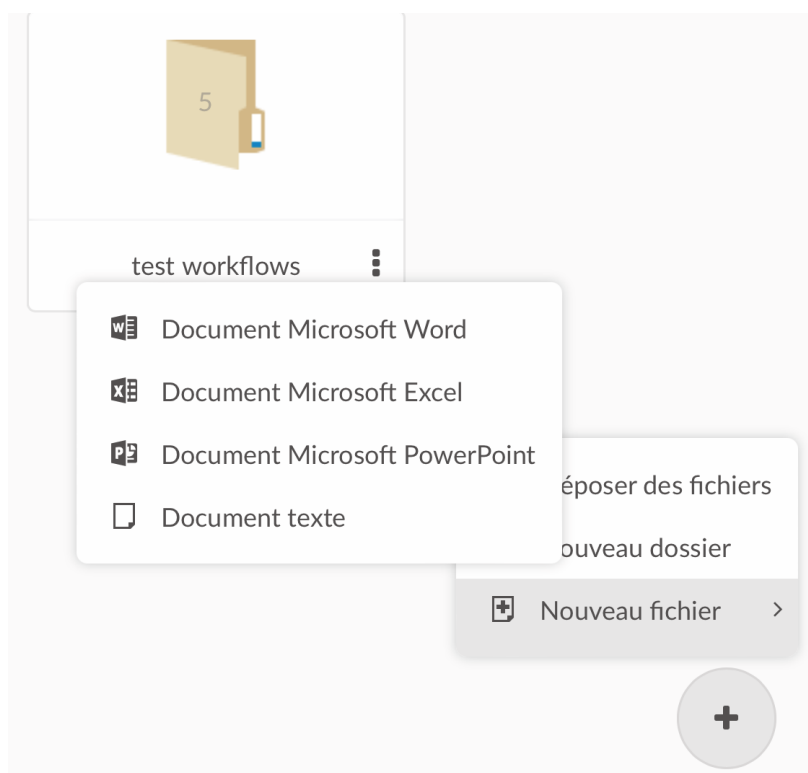 5
test workflows
Document Microsoft Word
Document Microsoft Excel
Document Microsoft PowerPoint
Document texte
époser des fichiers
ouveau dossier
Nouveau fichier